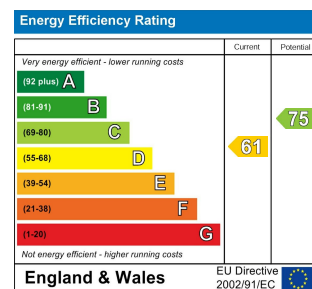 Energy Efficiency Rating
Current Potential
Very energy efficient - lower running costs
(92 plus) A
(81-91) B
(69-80) C
(55-68) D
(39-54) E
(21-38) F
(1-20) G
61
75
Not energy efficient - higher running costs
England & Wales
EU Directive
2002/91/EC